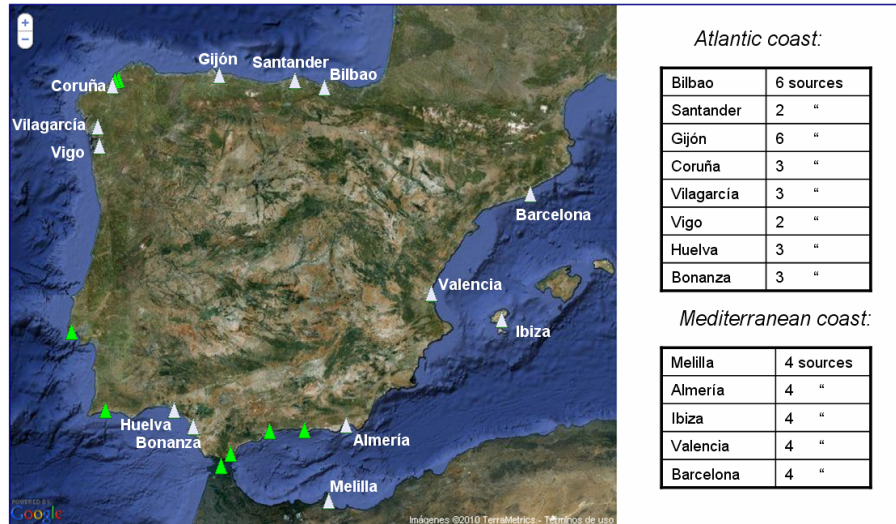 +
-
Gijón
Santander
Bilbao
Coruña
Vilagarcía
Vigo
Barcelona
Valencia
Ibiza
Huelva
Bonanza
Almería
Melilla
POWERED BY
Google
Imágenes ©2010 TerraMetrics - Términos de uso
Atlantic coast:
Bilbao 6 sources
Santander 2 “
Gijón 6 “
Coruña 3 “
Vilagarcía 3 “
Vigo 2 “
Huelva 3 “
Bonanza 3 “
Mediterranean coast:
Melilla 4 sources
Almería 4 “
Ibiza 4 “
Valencia 4 “
Barcelona 4 “